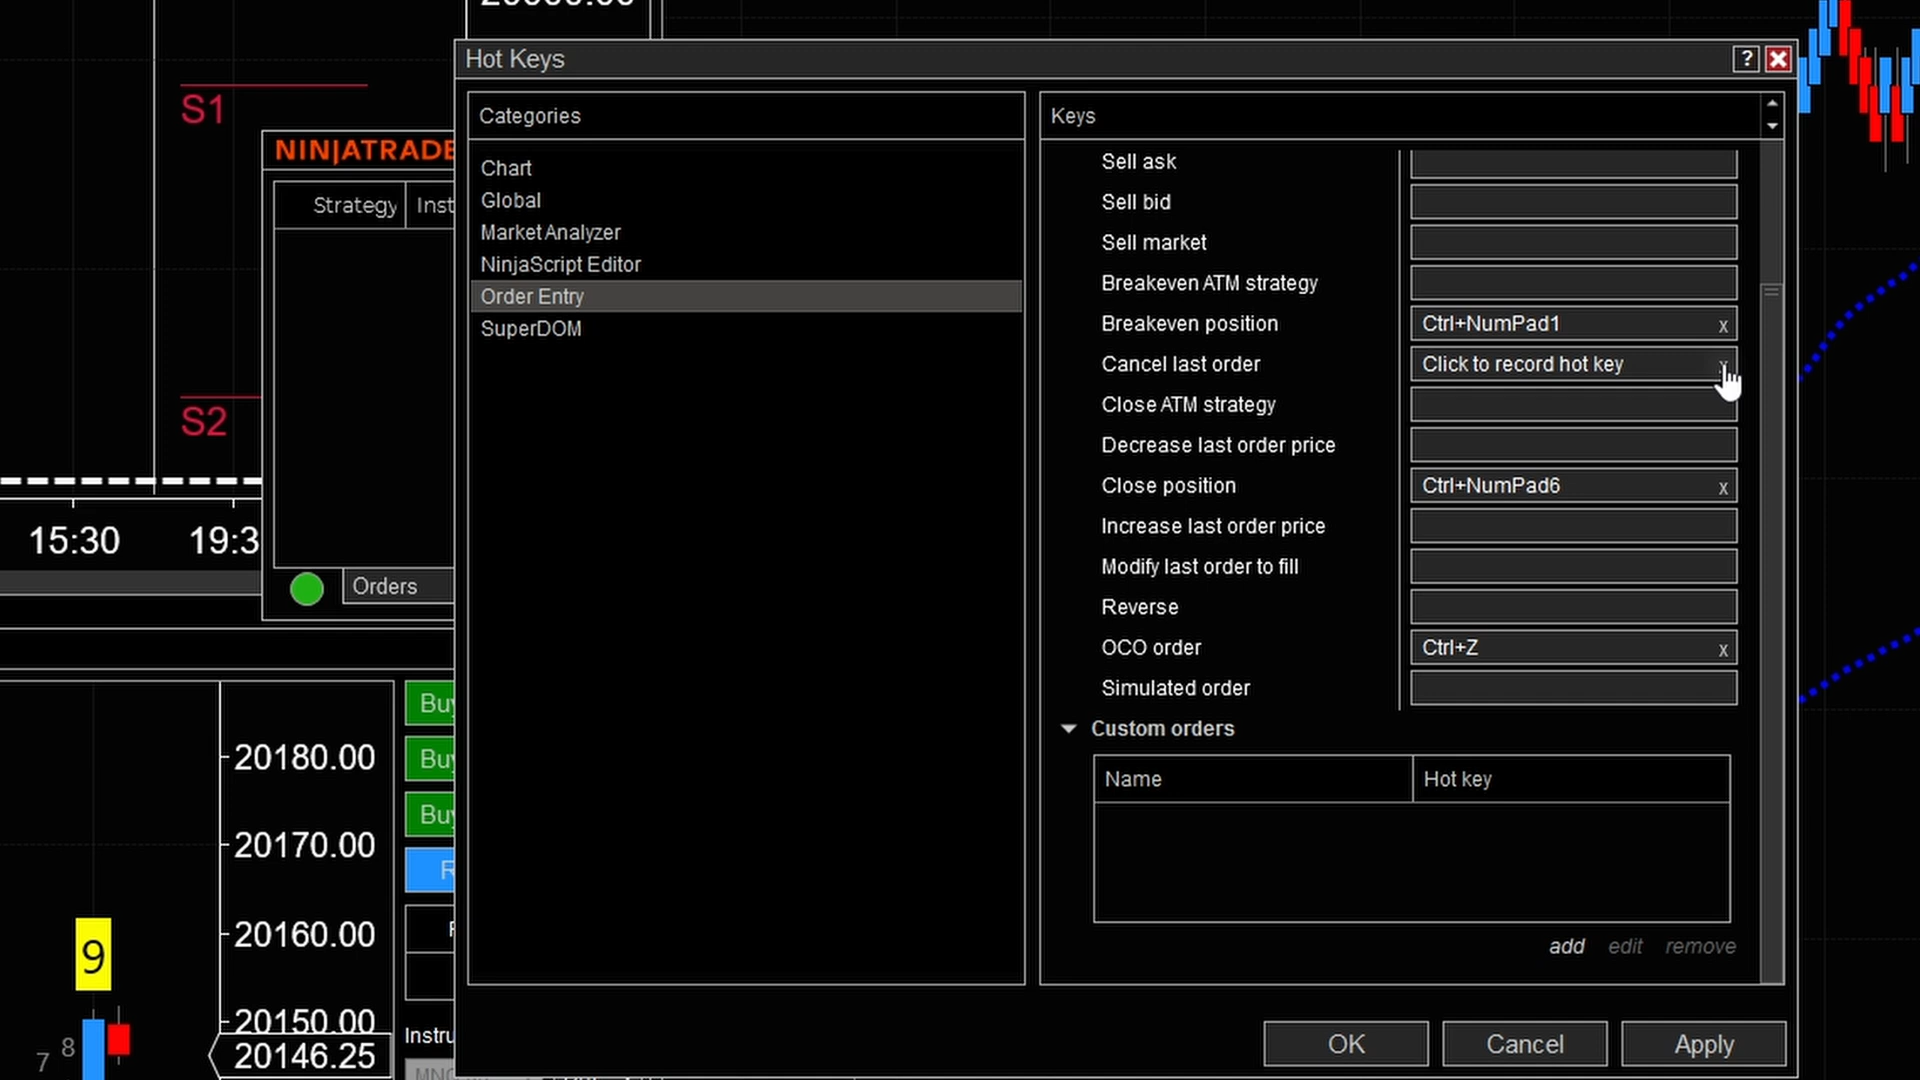 Hot Keys
?
Categories
Keys
Chart
Global
Market Analyzer
NinjaScript Editor
Order Entry
SuperDOM
Sell ask
Sell bid
Sell market
Breakeven ATM strategy
Breakeven position Ctrl+NumPad1 x
Cancel last order Click to record hot key
Close ATM strategy
Decrease last order price
Close position Ctrl+NumPad6 x
Increase last order price
Modify last order to fill
Reverse
OCO order Ctrl+Z x
Simulated order
Custom orders
Name Hot key
add edit remove
OK Cancel Apply
S1
S2
NINJATRADE
Strategy Inst
15:30 19:3
Orders
Buy
Buy
Buy
R
20180.00
20170.00
20160.00
20150.00
20146.25
9
8
7
Instru